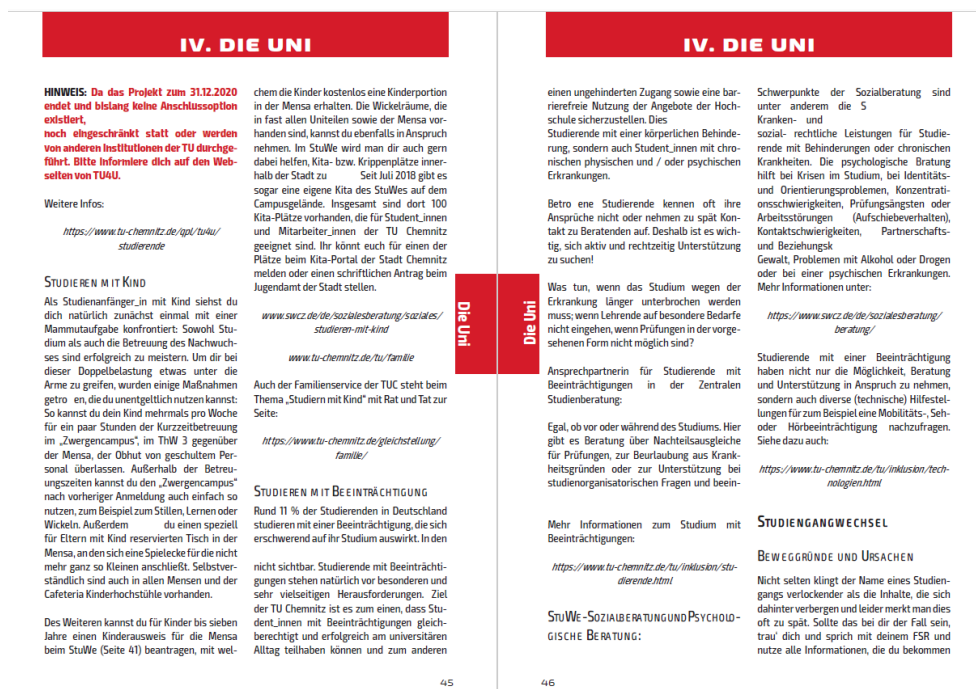 IV. DIE UNI
HINWEIS: Da das Projekt zum 31.12.2020
endet und bislang keine Anschlussoption
existiert,
noch eingeschränkt statt oder werden
von anderen Institutionen der TU durchge-
führt. Bitte informiere dich auf den Web-
seiten von TU4U.
Weitere Infos:
https://www.tu-chemnitz.de/qpl/tu4u/
studierende
STUDIEREN MIT KIND
Als Studienanfänger_in mit Kind siehst du
dich natürlich zunächst einmal mit einer
Mammutaufgabe konfrontiert: Sowohl Stu-
dium als auch die Betreuung des Nachwuch-
ses sind erfolgreich zu meistern. Um dir bei
dieser Doppelbelastung etwas unter die
Arme zu greifen, wurden einige Maßnahmen
getro en, die du unentgeltlich nutzen kannst:
So kannst du dein Kind mehrmals pro Woche
für ein paar Stunden der Kurzzeitbetreuung
im „Zwergencampus", im ThW 3 gegenüber
der Mensa, der Obhut von geschultem Per-
sonal überlassen. Außerhalb der Betreu-
ungszeiten kannst du den „Zwergencampus"
nach vorheriger Anmeldung auch einfach so
nutzen, zum Beispiel zum Stillen, Lernen oder
Wickeln. Außerdem du einen speziell
für Eltern mit Kind reservierten Tisch in der
Mensa, an den sich eine Spielecke für die nicht
mehr ganz so Kleinen anschließt. Selbstver-
ständlich sind auch in allen Mensen und der
Cafeteria Kinderhochstühle vorhanden.
Des Weiteren kannst du für Kinder bis sieben
Jahre einen Kinderausweis für die Mensa
beim StuWe (Seite 41) beantragen, mit wel-
chem die Kinder kostenlos eine Kinderportion
in der Mensa erhalten. Die Wickelräume, die
in fast allen Uniteilen sowie der Mensa vor-
handen sind, kannst du ebenfalls in Anspruch
nehmen. Im StuWe wird man dir auch gern
dabei helfen, Kita- bzw. Krippenplätze inner-
halb der Stadt zu Seit Juli 2018 gibt es
sogar eine eigene Kita des StuWes auf dem
Campusgelände. Insgesamt sind dort 100
Kita-Plätze vorhanden, die für Student_innen
und Mitarbeiter_innen der TU Chemnitz
geeignet sind. Ihr könnt euch für einen der
Plätze beim Kita-Portal der Stadt Chemnitz
melden oder einen schriftlichen Antrag beim
Jugendamt der Stadt stellen.
www.swcz.de/de/sozialesberatung/soziales/
studieren-mit-kind
www.tu-chemnitz.de/tu/familie
Auch der Familienservice der TUC steht beim
Thema „Studiern mit Kind" mit Rat und Tat zur
Seite:
https://www.tu-chemnitz.de/gleichstellung/
familie/
STUDIEREN MIT BEEINTRÄCHTIGUNG
Rund 11 % der Studierenden in Deutschland
studieren mit einer Beeinträchtigung, die sich
erschwerend auf ihr Studium auswirkt. In den
nicht sichtbar. Studierende mit Beeinträchti-
gungen stehen natürlich vor besonderen und
sehr vielseitigen Herausforderungen. Ziel
der TU Chemnitz ist es zum einen, dass Stu-
dent_innen mit Beeinträchtigungen gleich-
berechtigt und erfolgreich am universitären
Alltag teilhaben können und zum anderen
Die Uni
45
IV. DIE UNI
einen ungehinderten Zugang sowie eine bar-
rierefreie Nutzung der Angebote der Hoch-
schule sicherzustellen. Dies
Studierende mit einer körperlichen Behinde-
rung, sondern auch Student_innen mit chro-
nischen physischen und / oder psychischen
Erkrankungen.
Betro ene Studierende kennen oft ihre
Ansprüche nicht oder nehmen zu spät Kon-
takt zu Beratenden auf. Deshalb ist es wich-
tig, sich aktiv und rechtzeitig Unterstützung
zu suchen!
Was tun, wenn das Studium wegen der
Erkrankung länger unterbrochen werden
muss; wenn Lehrende auf besondere Bedarfe
nicht eingehen, wenn Prüfungen in der vorge-
sehenen Form nicht möglich sind?
Ansprechpartnerin für Studierende mit
Beeinträchtigungen in der Zentralen
Studienberatung:
Egal, ob vor oder während des Studiums. Hier
gibt es Beratung über Nachteilsausgleiche
für Prüfungen, zur Beurlaubung aus Krank-
heitsgründen oder zur Unterstützung bei
studienorganisatorischen Fragen und beein-
Mehr Informationen zum Studium mit
Beeinträchtigungen:
https://www.tu-chemnitz.de/tu/inklusion/stu-
dierende.html
STUWE-SOZIALBERATUNG UND PSYCHOLO-
GISCHE BERATUNG:
Schwerpunkte der Sozialberatung sind
unter anderem die S
Kranken- und
sozial- rechtliche Leistungen für Studie-
rende mit Behinderungen oder chronischen
Krankheiten. Die psychologische Bratung
hilft bei Krisen im Studium, bei Identitäts-
und Orientierungsproblemen, Konzentrati-
onsschwierigkeiten, Prüfungsängsten oder
Arbeitsstörungen (Aufschiebeverhalten),
Kontaktschwierigkeiten, Partnerschafts-
und Beziehungsk
Gewalt, Problemen mit Alkohol oder Drogen
oder bei einer psychischen Erkrankungen.
Mehr Informationen unter:
https://www.swcz.de/de/sozialesberatung/
beratung/
Studierende mit einer Beeinträchtigung
haben nicht nur die Möglichkeit, Beratung
und Unterstützung in Anspruch zu nehmen,
sondern auch diverse (technische) Hilfestel-
lungen für zum Beispiel eine Mobilitäts-, Seh-
oder Hörbeeinträchtigung nachzufragen.
Siehe dazu auch:
https://www.tu-chemnitz.de/tu/inklusion/tech-
nologien.html
STUDIENGANGWECHSEL
BEWEGGRÜNDE UND URSACHEN
Nicht selten klingt der Name eines Studien-
gangs verlockender als die Inhalte, die sich
dahinter verbergen und leider merkt man dies
oft zu spät. Sollte das bei dir der Fall sein,
trau' dich und sprich mit deinem FSR und
nutze alle Informationen, die du bekommen
Die Uni
46